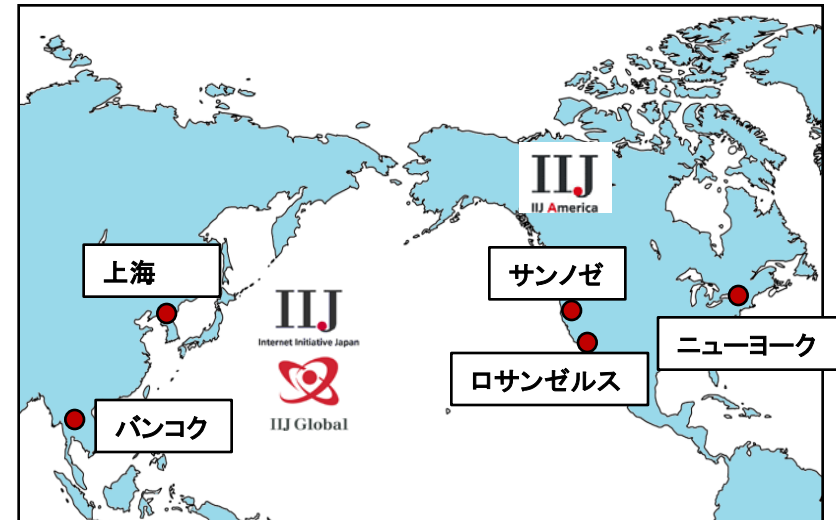 IIJ
IIJ America
上海
サンノゼ
IIJ
Internet Initiative Japan
ニューヨーク
ロサンゼルス
バンコク
IIJ Global